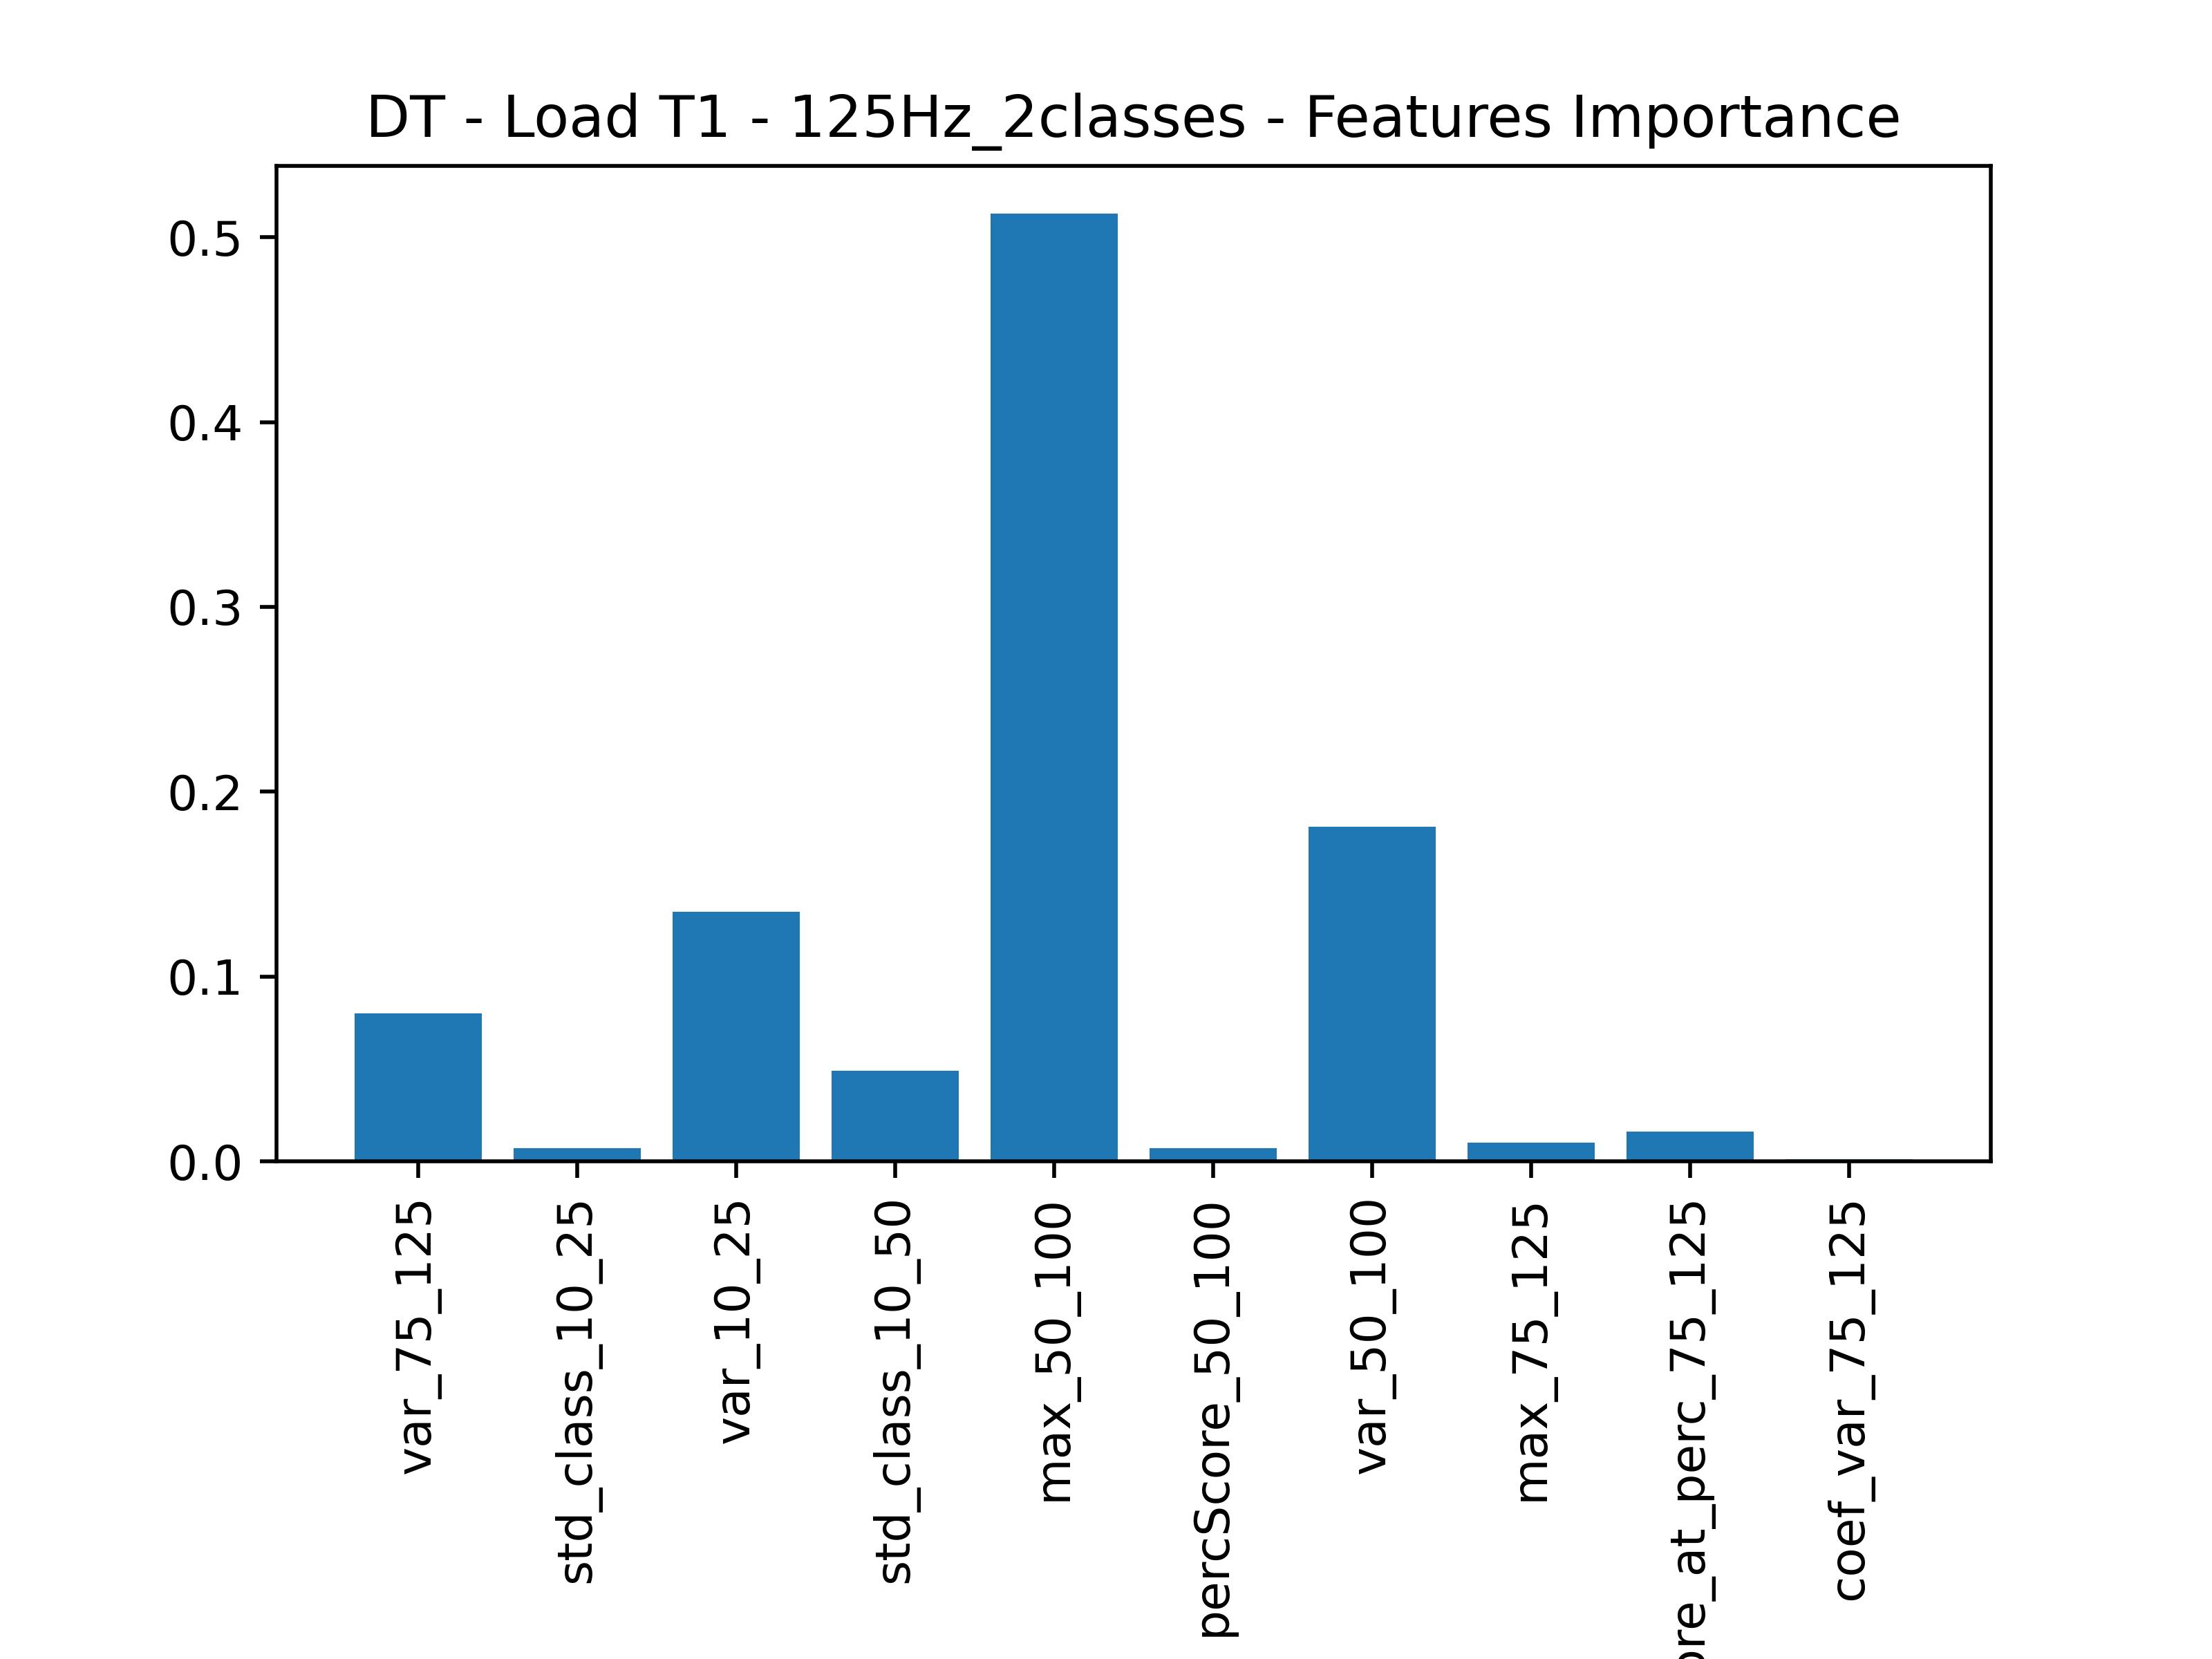 DT - Load T1 - 125Hz_2classes - Features Importance
0.5
0.4
0.3
0.2
0.1
0.0
var_75_125
std_class_10_25
var_10_25
std_class_10_50
max_50_100
percScore_50_100
var_50_100
max_75_125
ore_at_perc_75_125
coef_var_75_125